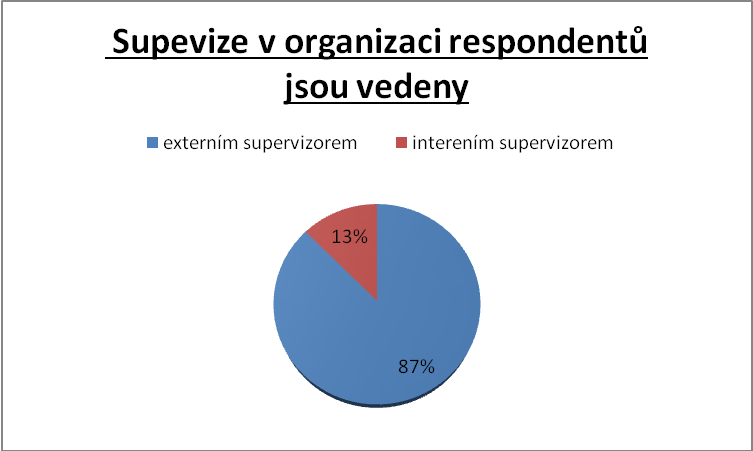 Supevize v organizaci respondentů
jsou vedeny
externím supervizorem
interením supervizorem
13%
87%